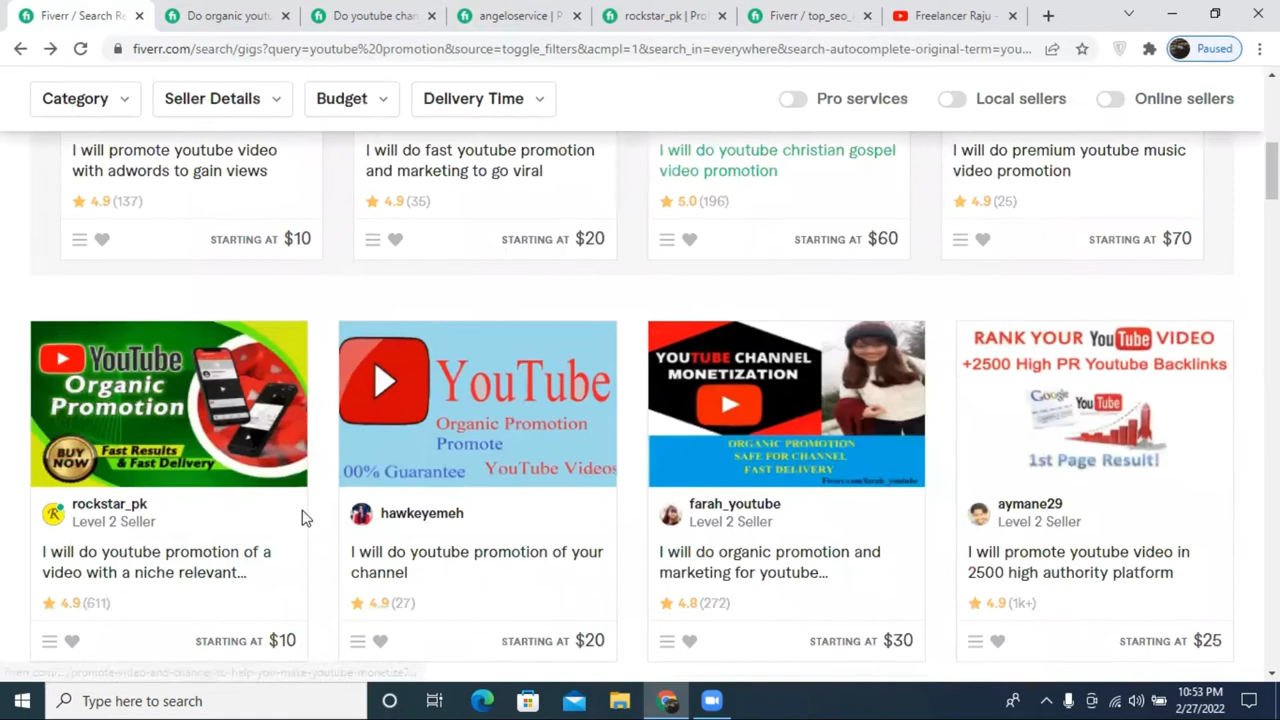 Fiverr / Search Re
Do organic yout
Do youtube chan
angeloservice | P
rockstar_pk | Pro
Fiverr / top_seo_
Freelancer Raju -
fiverr.com/search/gigs?query=youtube%20promotion&source=toggle_filters&acmpl=1&search_in=everywhere&search-autocomplete-original-term=you...
Paused
Category
Seller Details
Budget
Delivery Time
Pro services
Local sellers
Online sellers
I will promote youtube video
with adwords to gain views
4.9 (137)
STARTING AT $10
I will do fast youtube promotion
and marketing to go viral
4.9 (35)
STARTING AT $20
I will do youtube christian gospel
video promotion
5.0 (196)
STARTING AT $60
I will do premium youtube music
video promotion
4.9 (25)
STARTING AT $70
YouTube
Organic
Promotion
BUY
NOW
Fast Results
& Fast Delivery
rockstar_pk
Level 2 Seller
I will do youtube promotion of a
video with a niche relevant...
4.9 (611)
STARTING AT $10
YouTube
Organic Promotion
Promote
00% Guarantee
YouTube Videos
hawkeyemeh
I will do youtube promotion of your
channel
4.9 (27)
STARTING AT $20
YOUTUBE CHANNEL
MONETIZATION
ORGANIC PROMOTION
SAFE FOR CHANNEL
FAST DELIVERY
Fiverr.com/farah_youtube
farah_youtube
Level 2 Seller
I will do organic promotion and
marketing for youtube...
4.8 (272)
STARTING AT $30
RANK YOUR YouTube VIDEO
+2500 High PR Youtube Backlinks
Google
YouTube
1st Page Result!
aymane29
Level 2 Seller
I will promote youtube video in
2500 high authority platform
4.9 (1k+)
STARTING AT $25
Type here to search
10:53 PM
2/27/2022